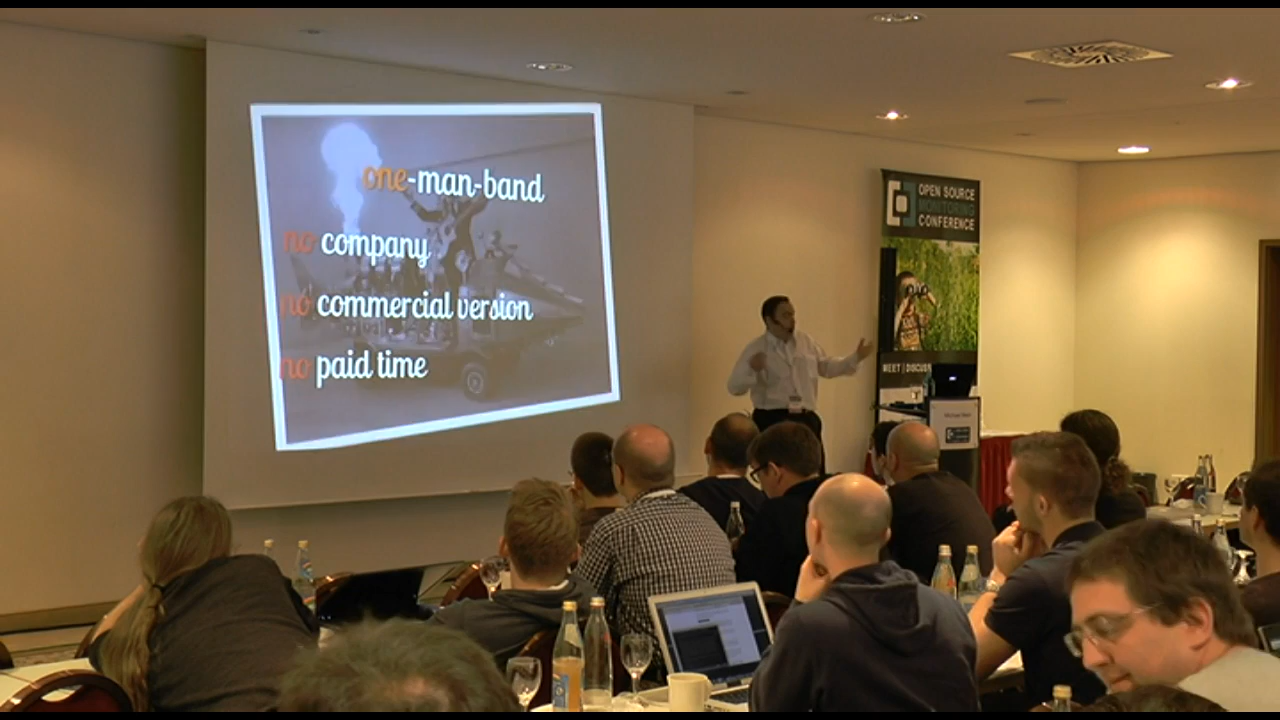 one-man-band
no company
no commercial version
no paid time
OPEN SOURCE
MONITORING
CONFERENCE
MEET | DISCUSS